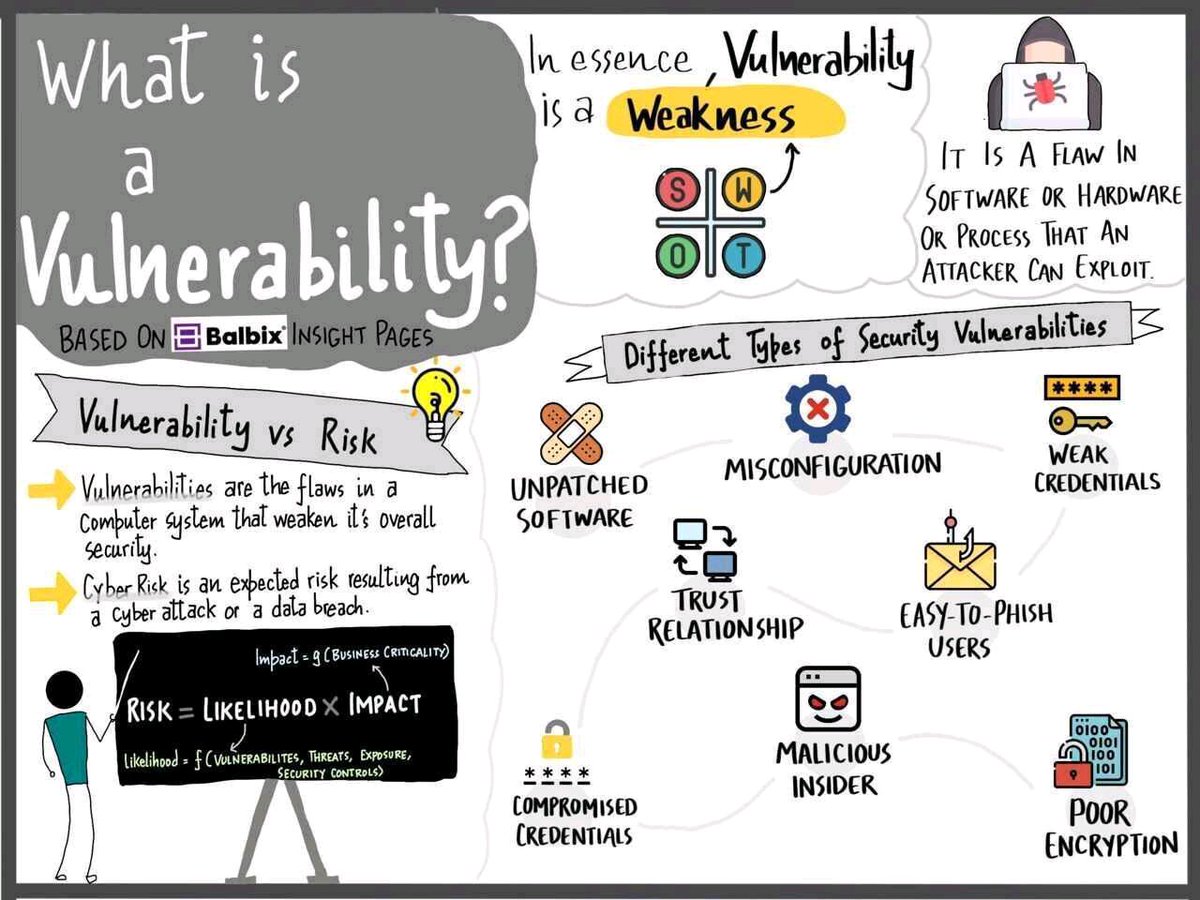 What is
a
Vulnerability?
BASED ON Balbix® INSIGHT PAGES
In essence, Vulnerability
is a Weakness
S W
O T
IT IS A FLAW IN
SOFTWARE OR HARDWARE
OR PROCESS THAT AN
ATTACKER CAN EXPLOIT.
Vulnerability vs Risk
a
Vulnerabilities are the flaws in a
computer system that weaken it's overall
security.
Cyber Risk is an expected risk resulting from
a cyber attack or a data breach.
Impact = g (BUSINESS CRITICALITY)
RISK = LIKELIHOOD X IMPACT
Likelihood = f (VULNERABILITES, THREATS, EXPOSURE,
SECURITY CONTROLS)
Different Types of Security Vulnerabilities
UNPATCHED
SOFTWARE
MISCONFIGURATION
****
WEAK
CREDENTIALS
TRUST
RELATIONSHIP
EASY-TO-PHISH
USERS
****
COMPROMISED
CREDENTIALS
MALICIOUS
INSIDER
0100
0101
100
101
POOR
ENCRYPTION